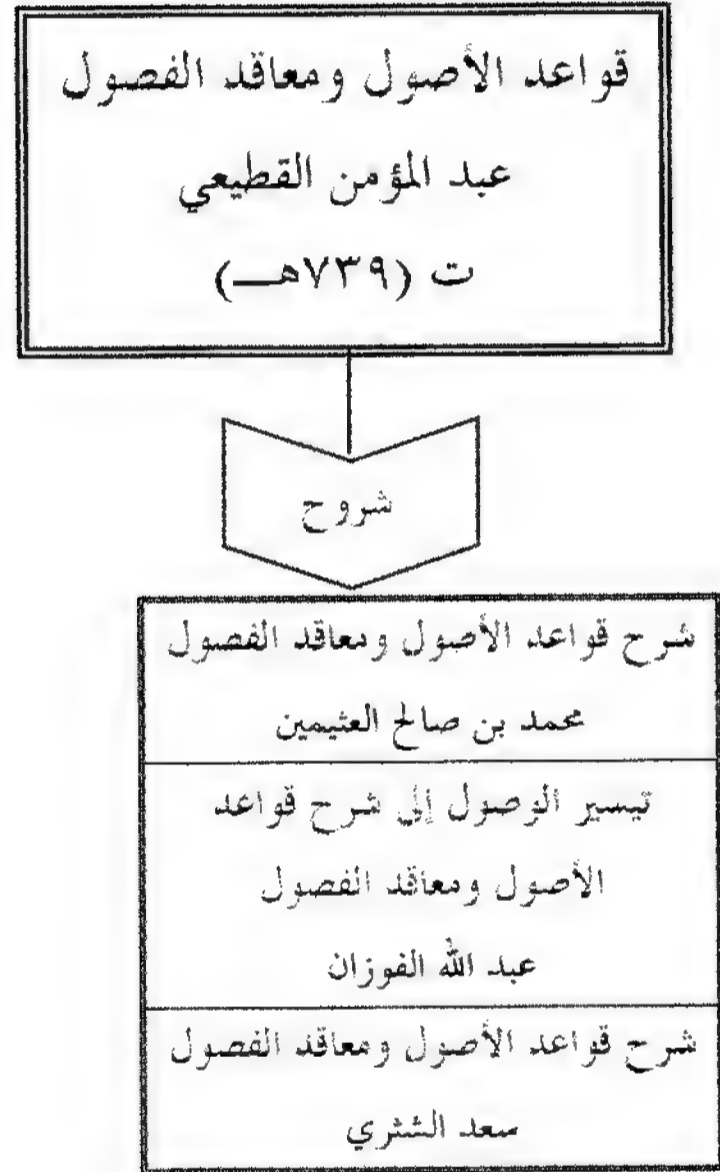 قواعد الأصول ومعاقد الفصول
عبد المؤمن القطيعي
ت (٧٣٩هـ)
شروح
شرح قواعد الأصول ومعاقد الفصول
محمد بن صالح العثيمين
تيسير الوصول إلى شرح قواعد
الأصول ومعاقد الفصول
عبد الله الفوزان
شرح قواعد الأصول ومعاقد الفصول
سعد الشثري